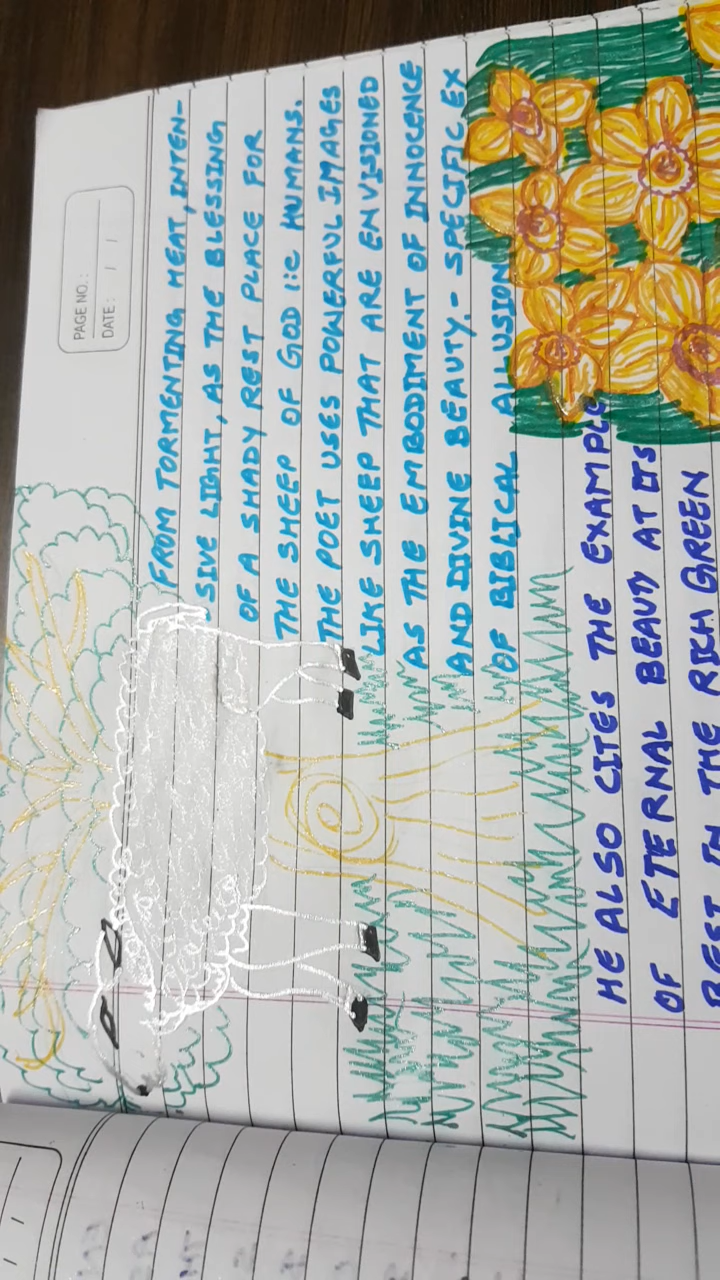 PAGE NO.:
DATE: / /
FROM TORMENTING HEAT, INTEN-
SIVE LIGHT, AS THE BLESSING
OF A SHADY REST PLACE FOR
THE SHEEP OF GOD i:e HUMANS.
THE POET USES POWERFUL IMAGES
LIKE SHEEP THAT ARE ENVISIONED
AS THE EMBODIMENT OF INNOCENCE
AND DIVINE BEAUTY.- SPECIFIC EX
OF BIBLICAL ALLUSION
HE ALSO CITES THE EXAMPLE
OF ETERNAL BEAUTY AT ITS
BEST IN THE RICH GREEN